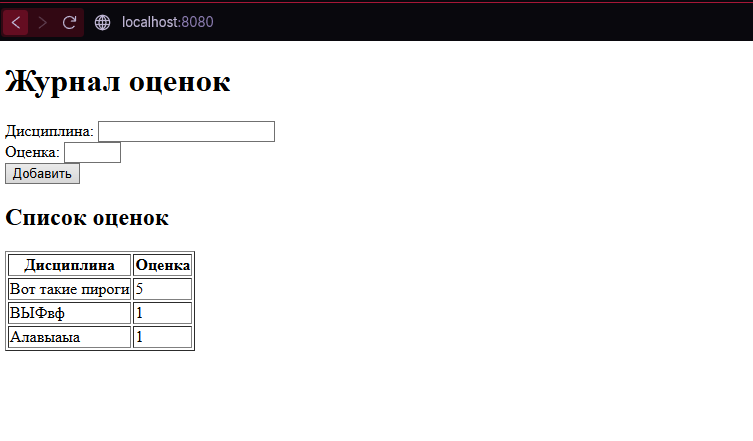 localhost:8080
Журнал оценок
Дисциплина:
Оценка:
Добавить
Список оценок
Дисциплина Оценка
Вот такие пироги 5
ВЫФвф 1
Алавыаыа 1